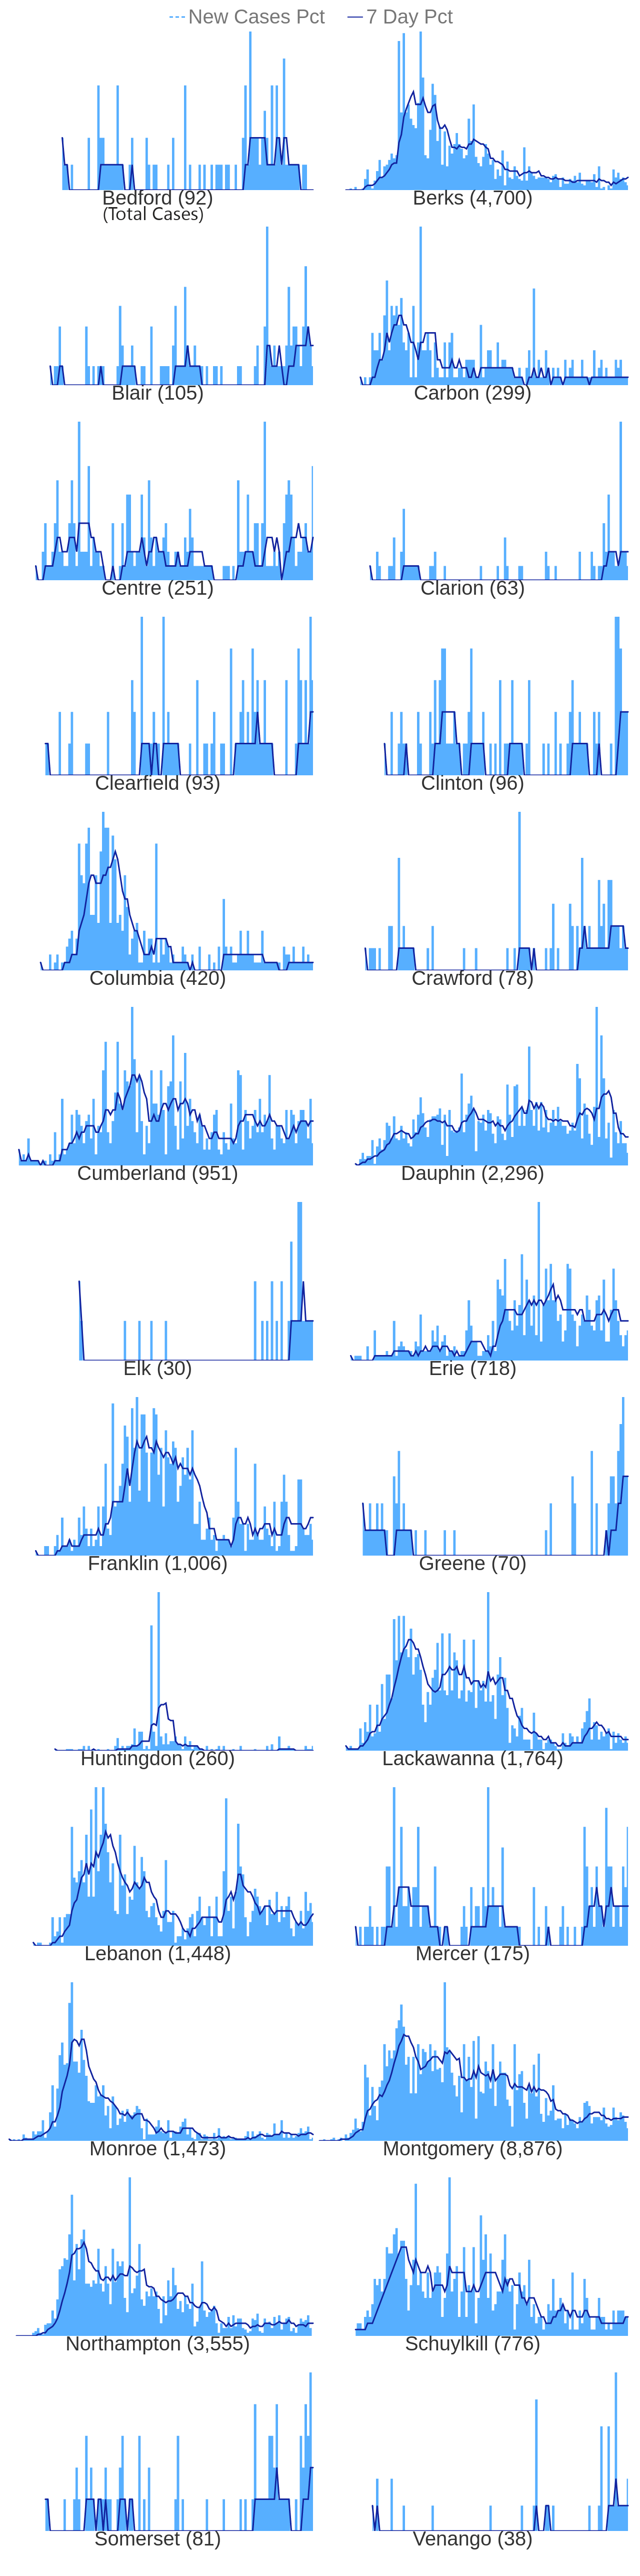 New Cases Pct 7 Day Pct
Bedford (92)
(Total Cases)
Berks (4,700)
Blair (105)
Carbon (299)
Centre (251)
Clarion (63)
Clearfield (93)
Clinton (96)
Columbia (420)
Crawford (78)
Cumberland (951)
Dauphin (2,296)
Elk (30)
Erie (718)
Franklin (1,006)
Greene (70)
Huntingdon (260)
Lackawanna (1,764)
Lebanon (1,448)
Mercer (175)
Monroe (1,473)
Montgomery (8,876)
Northampton (3,555)
Schuylkill (776)
Somerset (81)
Venango (38)